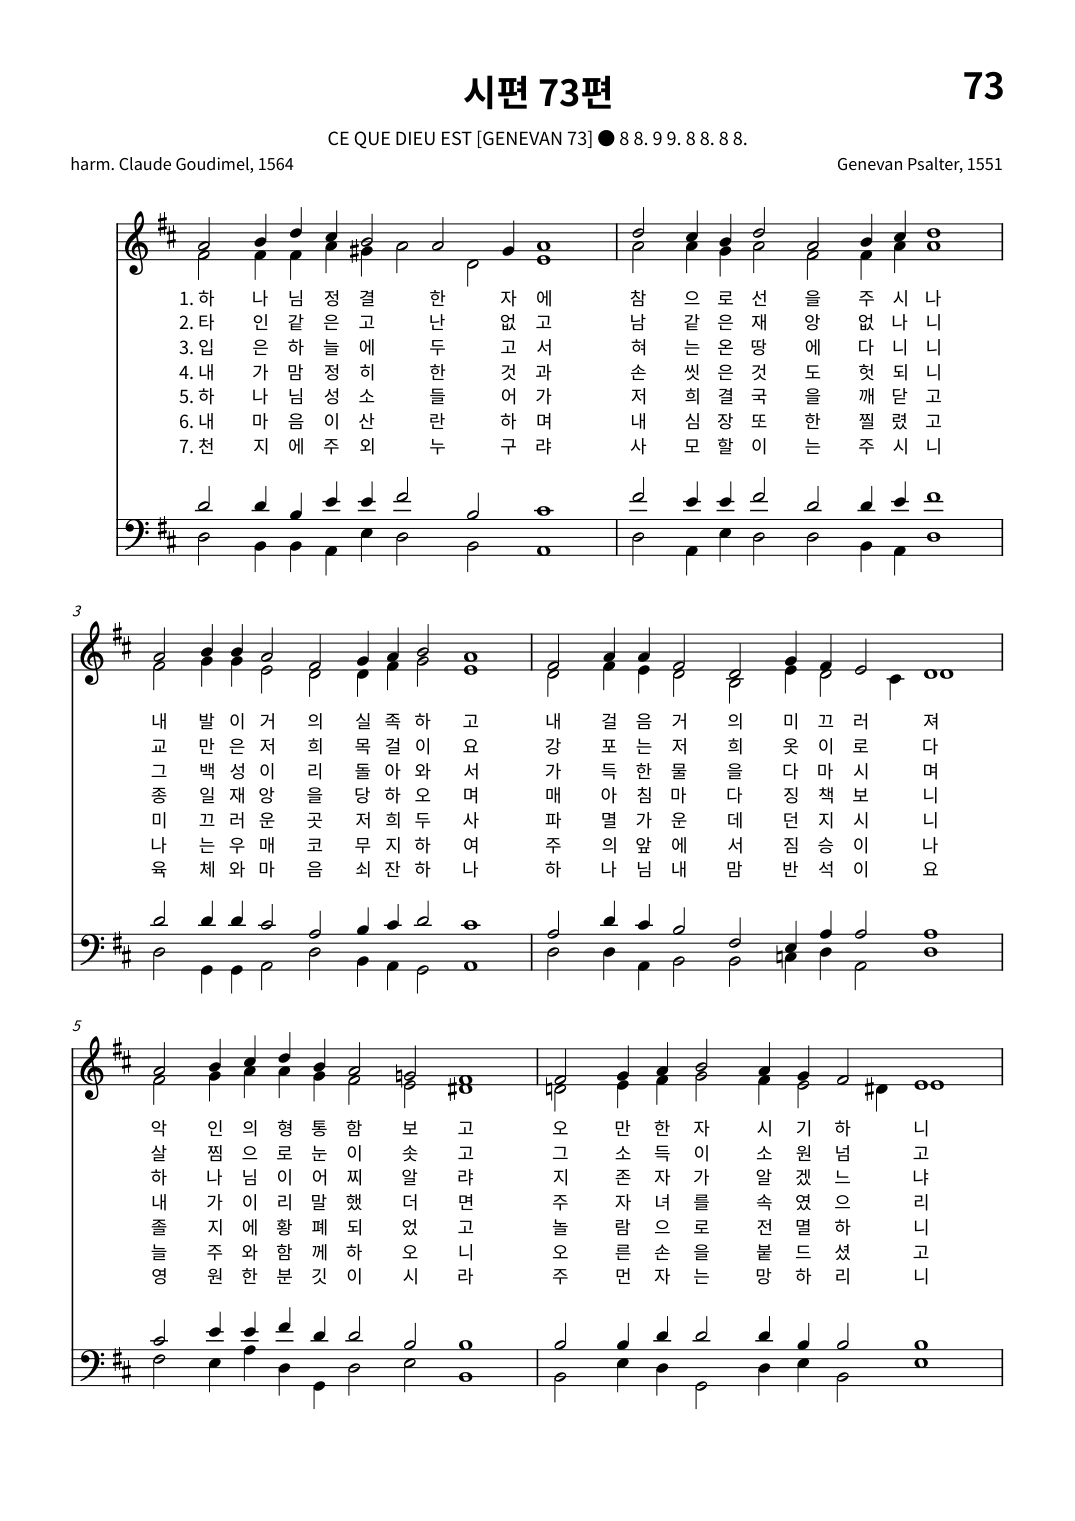 시편 73편
73
CE QUE DIEU EST [GENEVAN 73] ● 8 8. 9 9. 8 8. 8 8.
harm. Claude Goudimel, 1564
Genevan Psalter, 1551
1. 하 나 님 정 결 한 자 에 참 으 로 선 을 주 시 나
2. 타 인 같 은 고 난 없 고 남 같 은 재 앙 없 나 니
3. 입 은 하 늘 에 두 고 서 혀 는 온 땅 에 다 니 니
4. 내 가 맘 정 히 한 것 과 손 씻 은 것 도 헛 되 니
5. 하 나 님 성 소 들 어 가 저 희 결 국 을 깨 닫 고
6. 내 마 음 이 산 란 하 며 내 심 장 또 한 찔 렸 고
7. 천 지 에 주 외 누 구 랴 사 모 할 이 는 주 시 니
3
내 발 이 거 의 실 족 하 고 내 걸 음 거 의 미 끄 러 져
교 만 은 저 희 목 걸 이 요 강 포 는 저 희 옷 이 로 다
그 백 성 이 리 돌 아 와 서 가 득 한 물 을 다 마 시 며
종 일 재 앙 을 당 하 오 며 매 아 침 마 다 징 책 보 니
미 끄 러 운 곳 저 희 두 사 파 멸 가 운 데 던 지 시 니
나 는 우 매 코 무 지 하 여 주 의 앞 에 서 짐 승 이 나
육 체 와 마 음 쇠 잔 하 나 하 나 님 내 맘 반 석 이 요
5
악 인 의 형 통 함 보 고 오 만 한 자 시 기 하 니
살 찜 으 로 눈 이 솟 고 그 소 득 이 소 원 넘 고
하 나 님 이 어 찌 알 랴 지 존 자 가 알 겠 느 냐
내 가 이 리 말 했 더 면 주 자 녀 를 속 였 으 리
졸 지 에 황 폐 되 었 고 놀 람 으 로 전 멸 하 니
늘 주 와 함 께 하 오 니 오 른 손 을 붙 드 셨 고
영 원 한 분 깃 이 시 라 주 먼 자 는 망 하 리 니